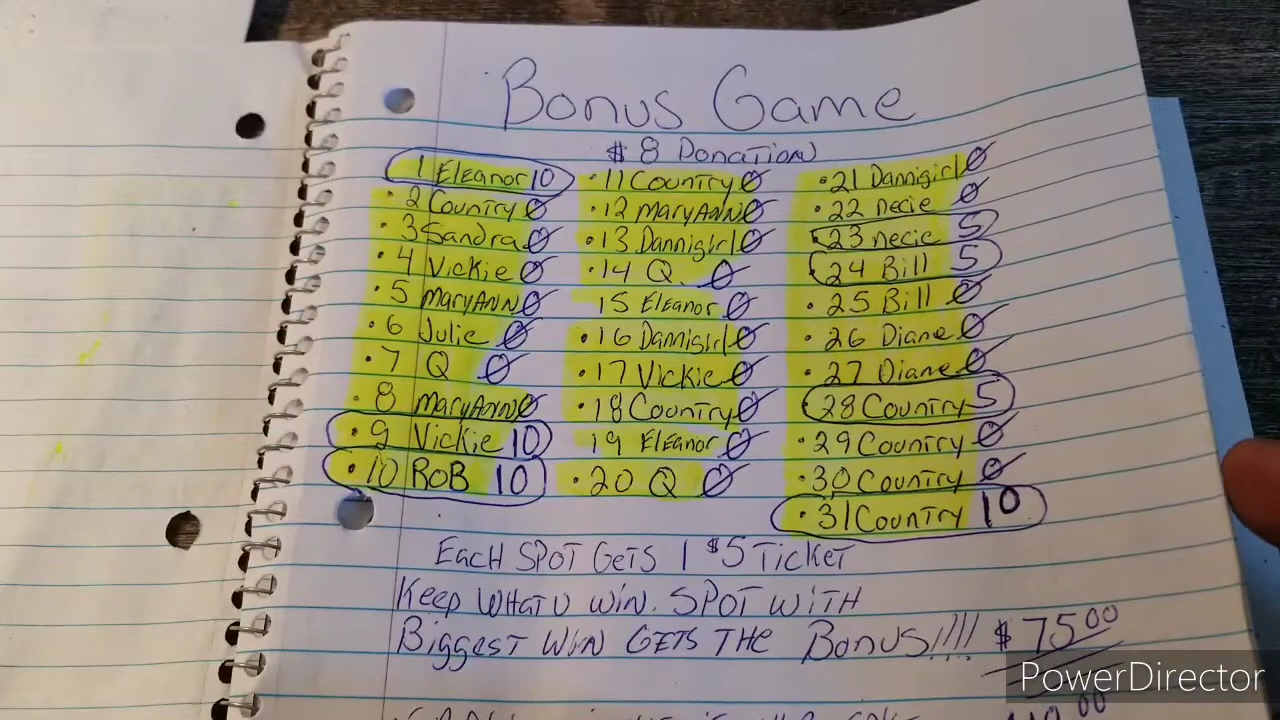 Bonus Game
$8 Donation
1 Eleanor 10
• 2 Country Ø
• 3 Sandra Ø
• 4 Vickie Ø
• 5 MaryAnn Ø
• 6 Julie Ø
• 7 Q Ø
• 8 MaryAnn Ø
• 9 Vickie 10
• 10 ROB 10
• 11 Country Ø
• 12 MaryAnn Ø
• 13 Dannigirl Ø
• 14 Q Ø
15 Eleanor Ø
• 16 Dannigirl Ø
• 17 Vickie Ø
• 18 Country Ø
19 Eleanor Ø
• 20 Q Ø
• 21 Dannigirl Ø
• 22 necie Ø
• 23 necie 5
24 Bill 5
• 25 Bill Ø
• 26 Diane Ø
• 27 Diane Ø
28 Country 5
• 29 Country Ø
• 30 Country Ø
• 31 Country 10
EACH SPOT GETS 1 $5 TICKET
KEEP WHAT U WIN. SPOT WITH
BIGGEST WIN GETS THE BONUS!!!! $75.00
PowerDirector